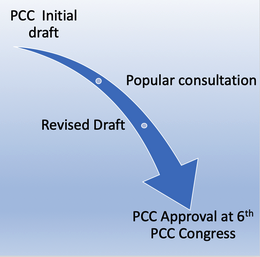 PCC Initial
draft
Popular consultation
Revised Draft
PCC Approval at 6th
PCC Congress